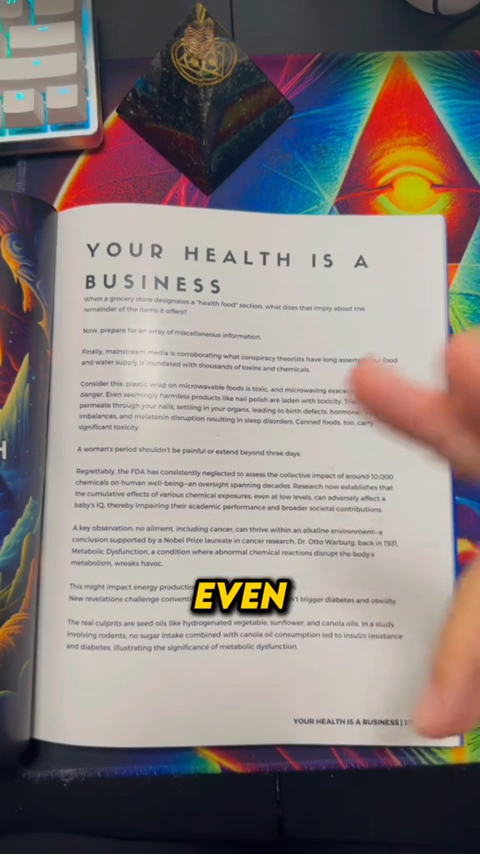 YOUR HEALTH IS A
BUSINESS
When a grocery store designates a "health food" section, what does that imply about the
remainder of the items it offers?
Now, prepare for an array of miscellaneous information.
Finally, mainstream media is corroborating what conspiracy theorists have long food
and water supply is inundated with thousands of toxins and chemicals.
Consider this: plastic wrap on microwavable foods is toxic, and microwaving
danger. Even seemingly harmless products like nail polish are laden with toxicity.
permeate through your nails, settling in your organs, leading to birth defects, hormone
imbalances, and melatonin disruption resulting in sleep disorders. Canned foods, too, carry
significant toxicity.
A woman's period shouldn't be painful or extend beyond three days.
Regrettably, the FDA has consistently neglected to assess the collective impact of around 10,000
chemicals on human well-being—an oversight spanning decades. Research now establishes that
the cumulative effects of various chemical exposures, even at low levels, can adversely affect a
baby's IQ, thereby impairing their academic performance and broader societal contributions.
A key observation: no ailment, including cancer, can thrive within an alkaline environment—a
conclusion supported by a Nobel Prize laureate in cancer research, Dr. Otto Warburg, back in 1931.
Metabolic Dysfunction, a condition where abnormal chemical reactions disrupt the body's
metabolism, wreaks havoc.
This might impact energy
EVEN
New revelations challenge trigger diabetes and obesity.
The real culprits are seed oils like hydrogenated vegetable, sunflower, and canola oils. In a study
involving rodents, no sugar intake combined with canola oil consumption led to insulin resistance
and diabetes, illustrating the significance of metabolic dysfunction.
YOUR HEALTH IS A BUSINESS |